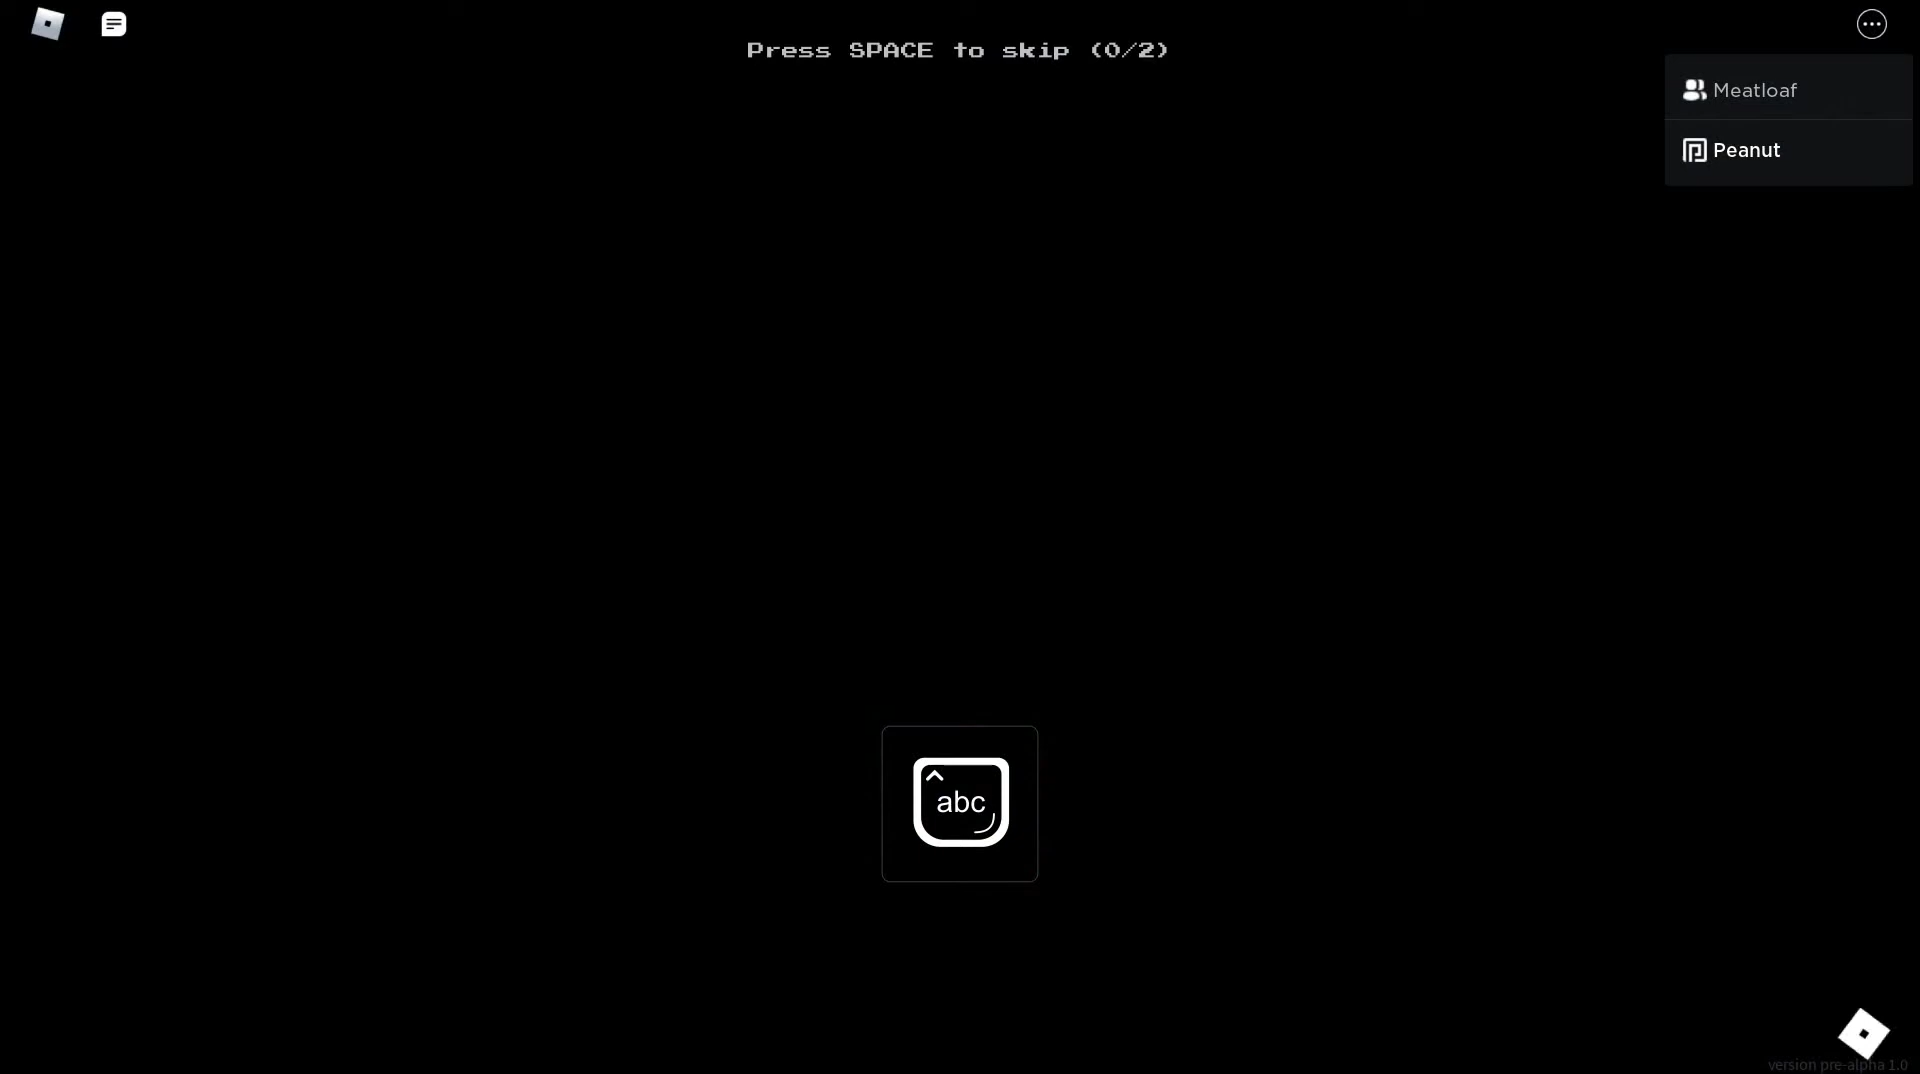 Press SPACE to skip (0/2)
Meatloaf
Peanut
abc
version pre-alpha 1.0